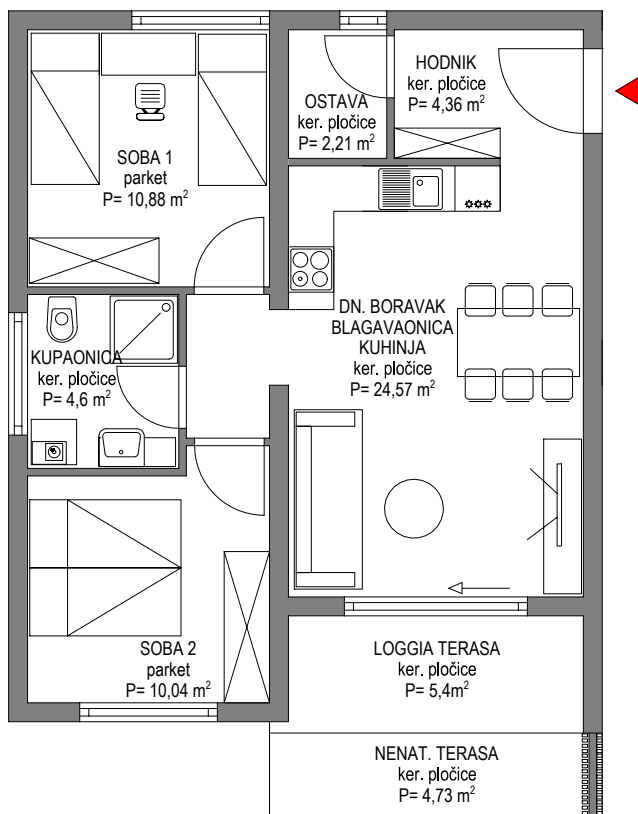 HODNIK
ker. pločice
P= 4,36 m²
OSTAVA
ker. pločice
P= 2,21 m²
SOBA 1
parket
P= 10,88 m²
DN. BORAVAK
BLAGAVAONICA
KUHINJA
ker. pločice
P= 24,57 m²
KUPAONICA
ker. pločice
P= 4,6 m²
SOBA 2
parket
P= 10,04 m²
LOGGIA TERASA
ker. pločice
P= 5,4m²
NENAT. TERASA
ker. pločice
P= 4,73 m²